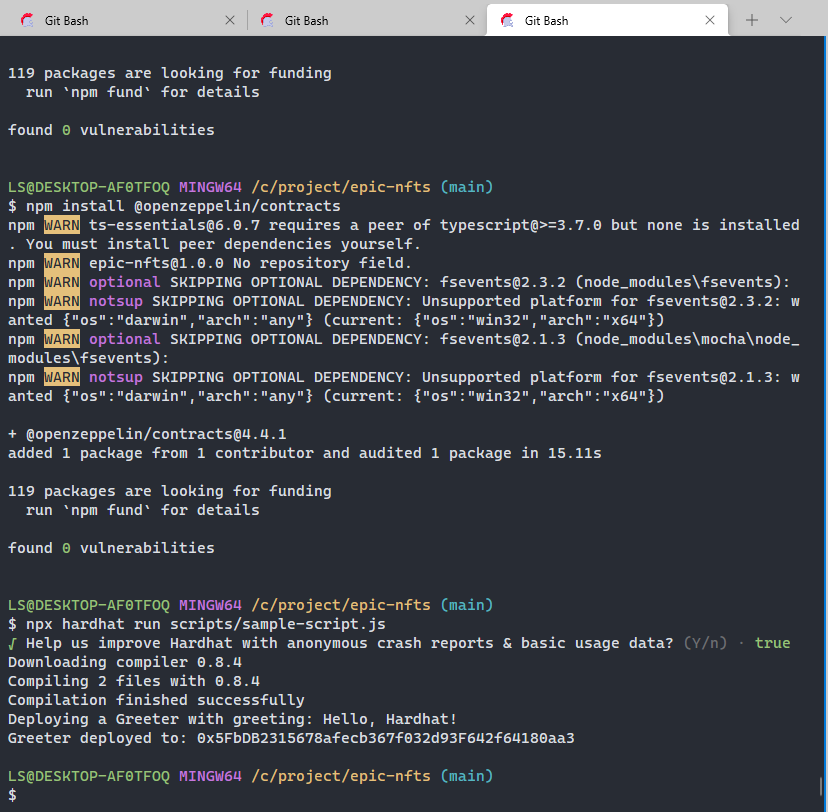 Git Bash
Git Bash
Git Bash
119 packages are looking for funding
  run `npm fund` for details
found 0 vulnerabilities
LS@DESKTOP-AF0TFOQ MINGW64 /c/project/epic-nfts (main)
$ npm install @openzeppelin/contracts
npm WARN ts-essentials@6.0.7 requires a peer of typescript@>=3.7.0 but none is installed
. You must install peer dependencies yourself.
npm WARN epic-nfts@1.0.0 No repository field.
npm WARN optional SKIPPING OPTIONAL DEPENDENCY: fsevents@2.3.2 (node_modules\fsevents):
npm WARN notsup SKIPPING OPTIONAL DEPENDENCY: Unsupported platform for fsevents@2.3.2: w
anted {"os":"darwin","arch":"any"} (current: {"os":"win32","arch":"x64"})
npm WARN optional SKIPPING OPTIONAL DEPENDENCY: fsevents@2.1.3 (node_modules\mocha\node_
modules\fsevents):
npm WARN notsup SKIPPING OPTIONAL DEPENDENCY: Unsupported platform for fsevents@2.1.3: w
anted {"os":"darwin","arch":"any"} (current: {"os":"win32","arch":"x64"})
+ @openzeppelin/contracts@4.4.1
added 1 package from 1 contributor and audited 1 package in 15.11s
119 packages are looking for funding
  run `npm fund` for details
found 0 vulnerabilities
LS@DESKTOP-AF0TFOQ MINGW64 /c/project/epic-nfts (main)
$ npx hardhat run scripts/sample-script.js
√ Help us improve Hardhat with anonymous crash reports & basic usage data? (Y/n) · true
Downloading compiler 0.8.4
Compiling 2 files with 0.8.4
Compilation finished successfully
Deploying a Greeter with greeting: Hello, Hardhat!
Greeter deployed to: 0x5FbDB2315678afecb367f032d93F642f64180aa3
LS@DESKTOP-AF0TFOQ MINGW64 /c/project/epic-nfts (main)
$